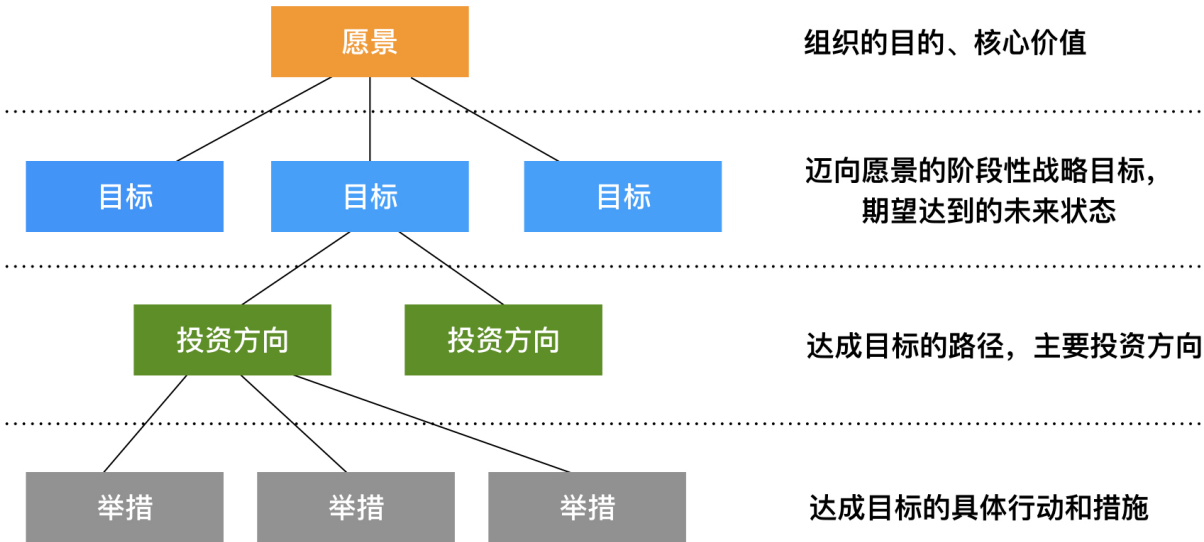 愿景
组织的目的、核心价值
目标
目标
目标
迈向愿景的阶段性战略目标，
期望达到的未来状态
投资方向
投资方向
达成目标的路径，主要投资方向
举措
举措
举措
达成目标的具体行动和措施